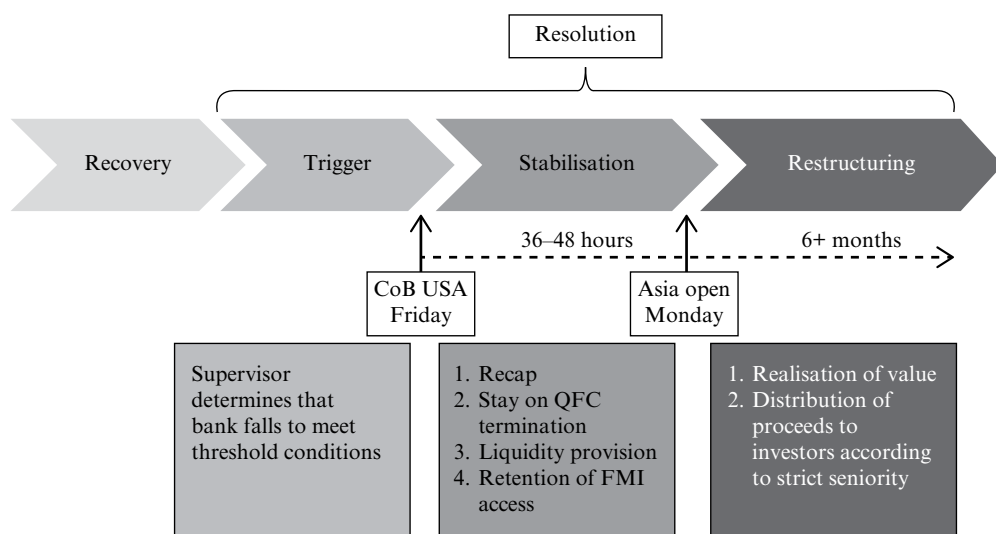 Resolution
Recovery
Trigger
Stabilisation
Restructuring
36–48 hours
6+ months
CoB USA
Friday
Asia open
Monday
Supervisor
determines that
bank falls to meet
threshold conditions
1. Recap
2. Stay on QFC
termination
3. Liquidity provision
4. Retention of FMI
access
1. Realisation of value
2. Distribution of
proceeds to
investors according
to strict seniority